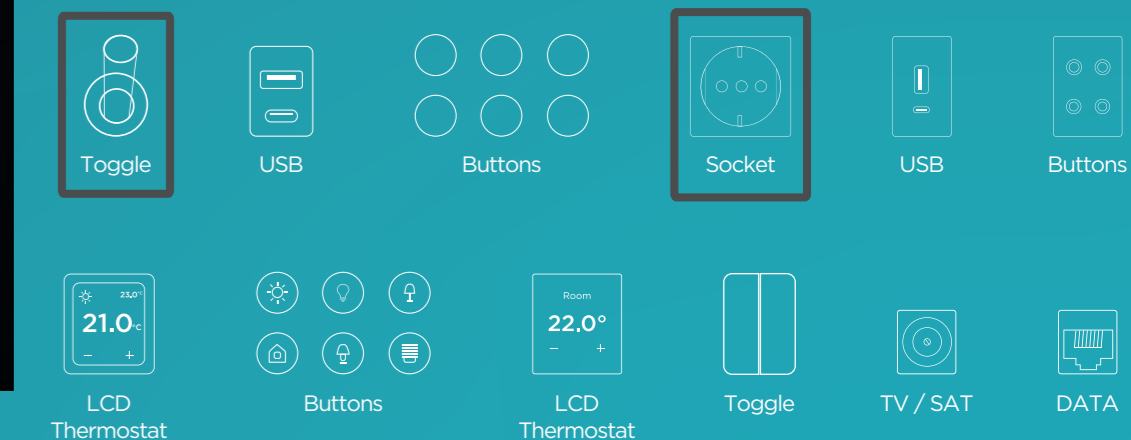 Toggle
USB
Buttons
Socket
USB
Buttons
23.0°C
21.0°C
− +
Room
22.0°
− +
LCD
Thermostat
Buttons
LCD
Thermostat
Toggle
TV / SAT
DATA